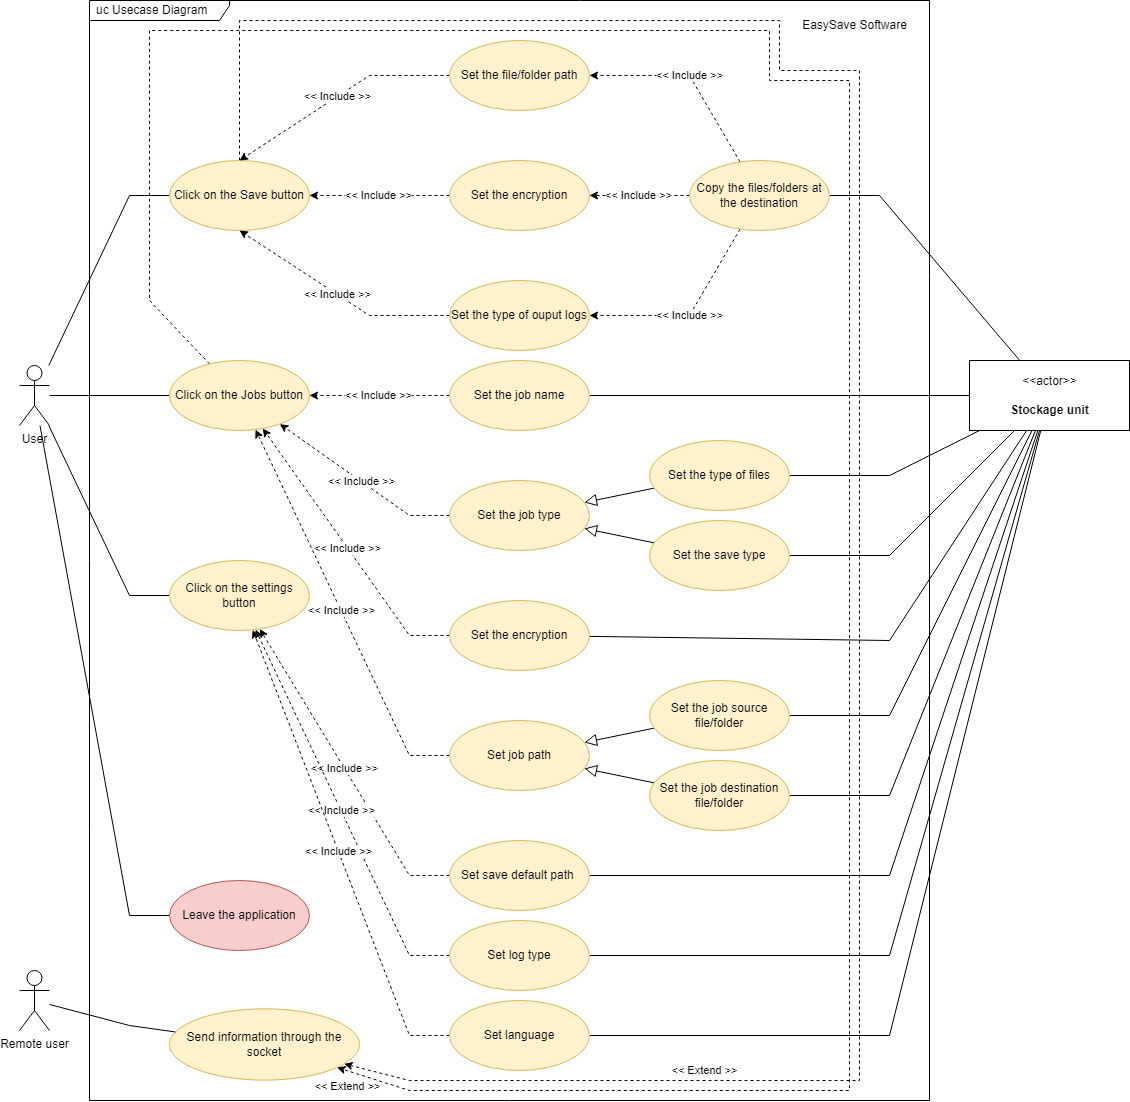 uc Usecase Diagram
EasySave Software
Set the file/folder path
<< Include >>
<< Include >>
Click on the Save button
<< Include >>
Set the encryption
<< Include >>
Copy the files/folders at
the destination
<< Include >>
Set the type of ouput logs
<< Include >>
User
Click on the Jobs button
<< Include >>
Set the job name
<<actor>>
Stockage unit
<< Include >>
Set the job type
Set the type of files
Set the save type
<< Include >>
Click on the settings
button
<< Include >>
Set the encryption
Set job path
Set the job source
file/folder
Set the job destination
file/folder
<< Include >>
<< Include >>
<< Include >>
Set save default path
Leave the application
Set log type
Remote user
Send information through the
socket
Set language
<< Extend >>
<< Extend >>